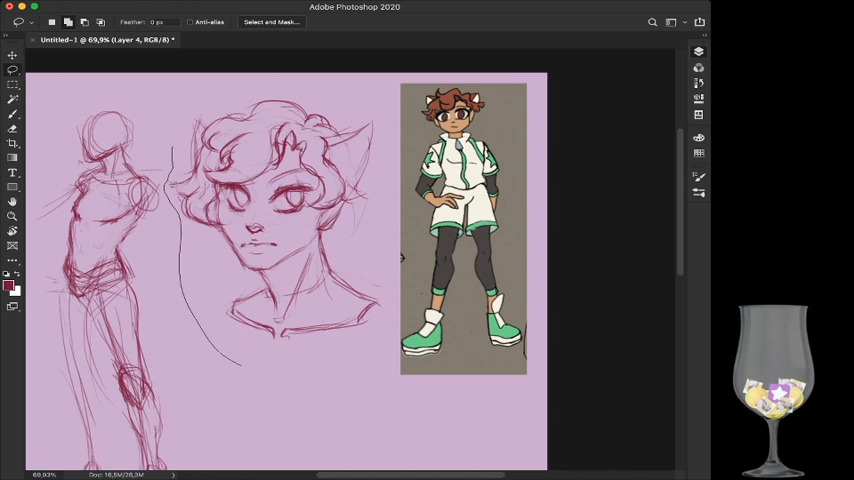 Adobe Photoshop 2020
Feather: 0 px
Anti-alias
Select and Mask...
Untitled-1 @ 69,9% (Layer 4, RGB/8) *
69,93%
Doc: 16,5M/28,3M